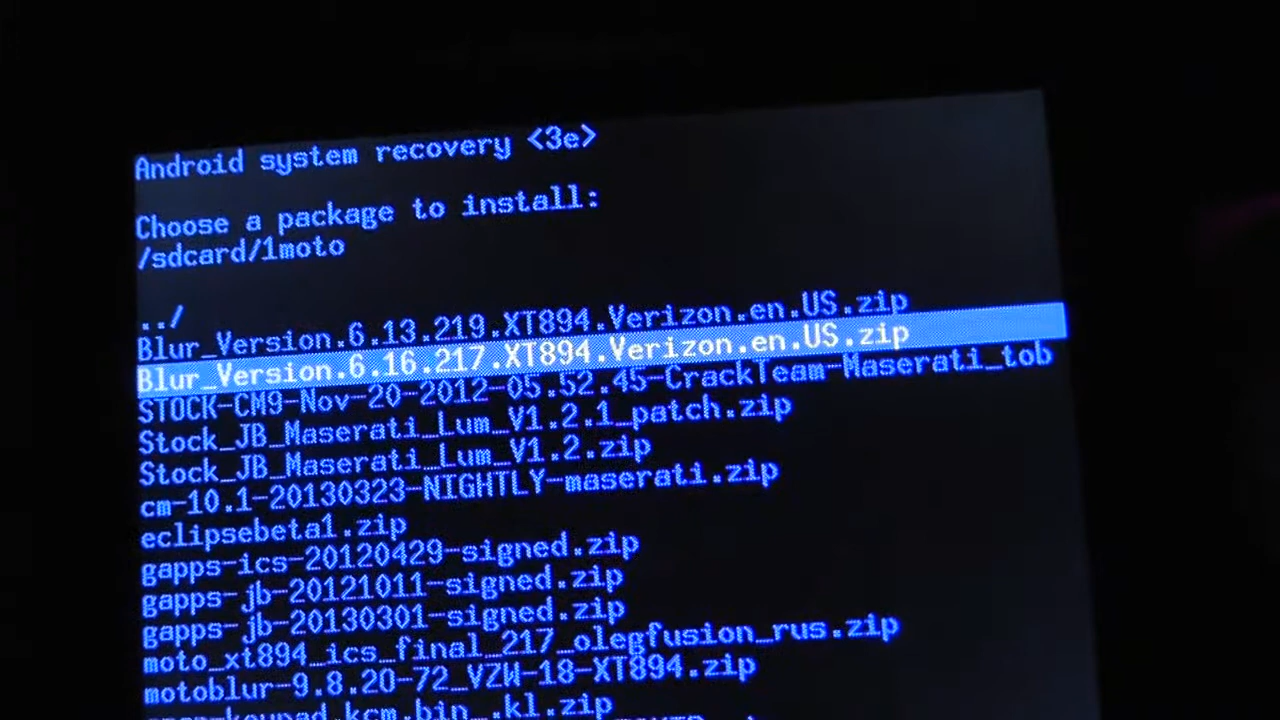 Android system recovery <3e>
Choose a package to install:
/sdcard/1moto
../
Blur_Version.6.13.219.XT894.Verizon.en.US.zip
Blur_Version.6.16.217.XT894.Verizon.en.US.zip
STOCK-CM9-Nov-20-2012-05.52.45-CrackTeam-Maserati_tob
Stock_JB_Maserati_Lum_V1.2.1_patch.zip
Stock_JB_Maserati_Lum_V1.2.zip
cm-10.1-20130323-NIGHTLY-maserati.zip
eclipsebeta1.zip
gapps-ics-20120429-signed.zip
gapps-jb-20121011-signed.zip
gapps-jb-20130301-signed.zip
moto_xt894_ics_final_217_olegfusion_rus.zip
motoblur-9.8.2O-72_VZW-18-XT894.zip